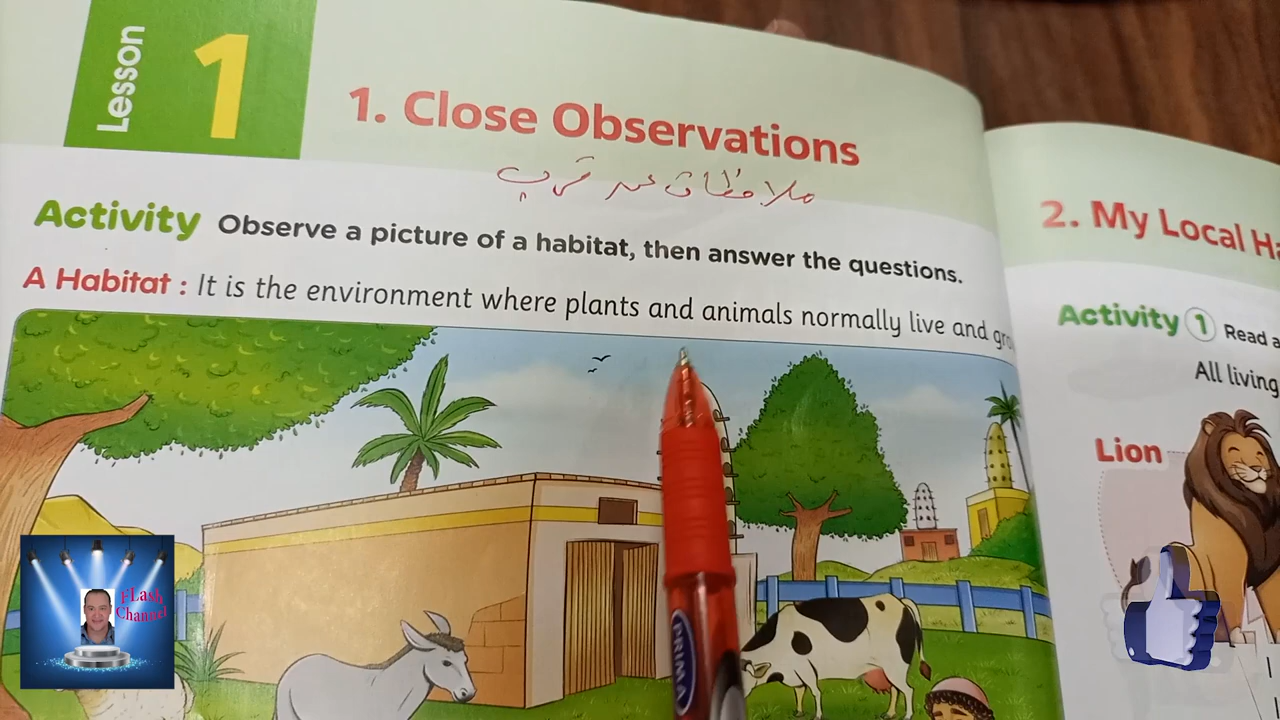 Lesson
1
1. Close Observations
ملاحظات عن قرب
Activity Observe a picture of a habitat, then answer the questions.
A Habitat : It is the environment where plants and animals normally live and
2. My Local
Activity 1 Read
All living
Lion
PRIMA
FLash
Channel